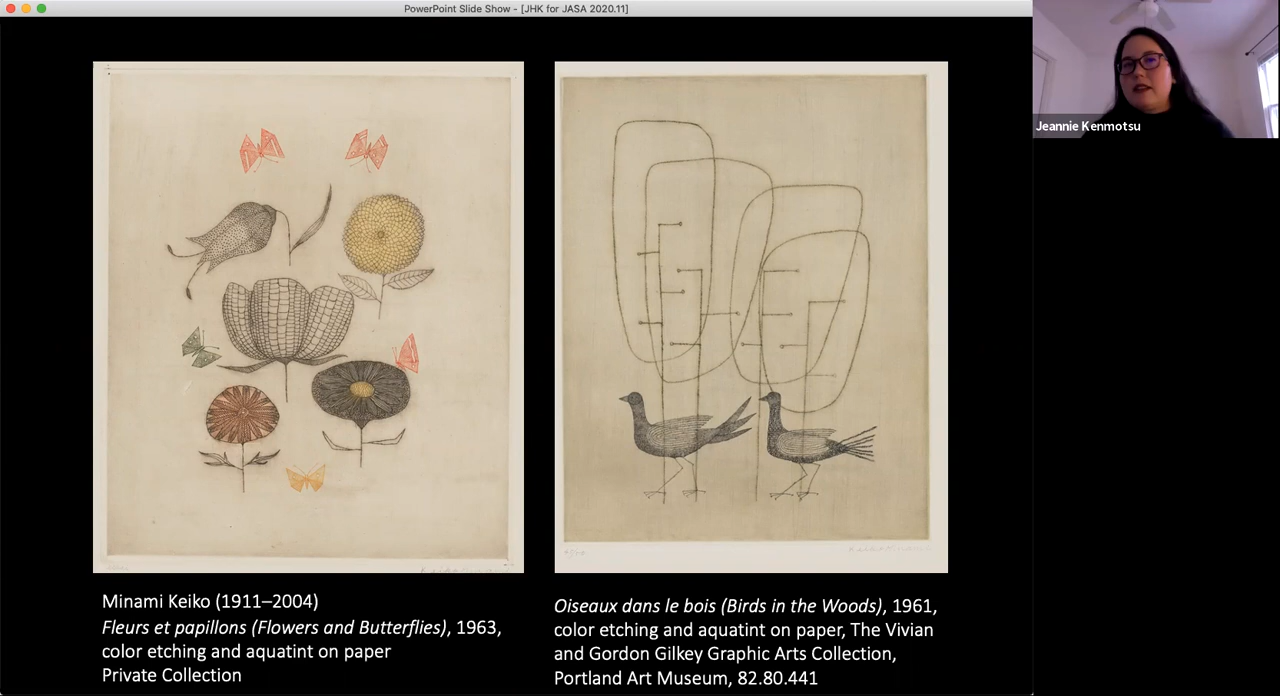 PowerPoint Slide Show - [JHK for JASA 2020.11]
Jeannie Kenmotsu
Minami Keiko (1911–2004)
Fleurs et papillons (Flowers and Butterflies), 1963,
color etching and aquatint on paper
Private Collection
Oiseaux dans le bois (Birds in the Woods), 1961,
color etching and aquatint on paper, The Vivian
and Gordon Gilkey Graphic Arts Collection,
Portland Art Museum, 82.80.441